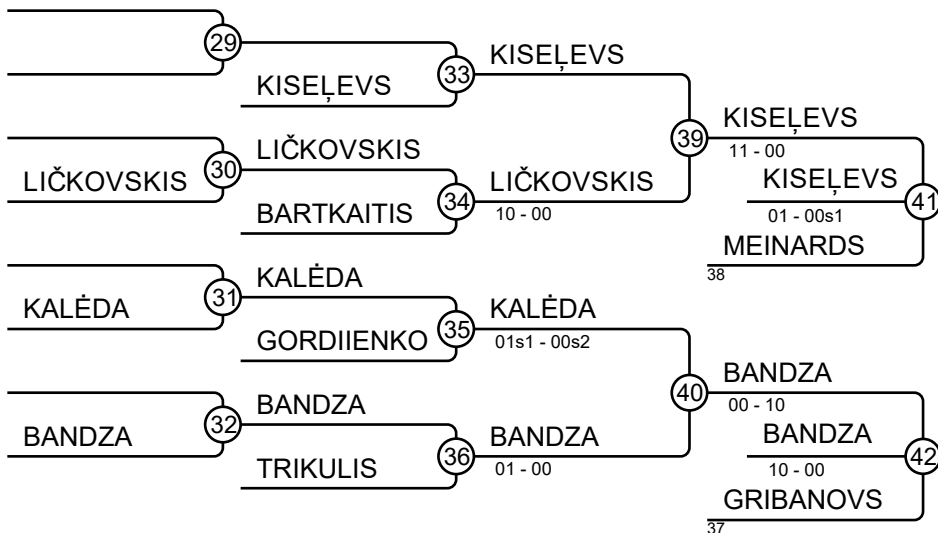 29
KISEĻEVS
33
KISEĻEVS
39
KISEĻEVS
11 - 00
KISEĻEVS
01 - 00s1
41
MEINARDS
38
LIČKOVSKIS
30
LIČKOVSKIS
BARTKAITIS
34
LIČKOVSKIS
10 - 00
KALĖDA
31
KALĖDA
GORDIIENKO
35
KALĖDA
01s1 - 00s2
40
BANDZA
00 - 10
BANDZA
10 - 00
42
GRIBANOVS
37
BANDZA
32
BANDZA
TRIKULIS
36
BANDZA
01 - 00